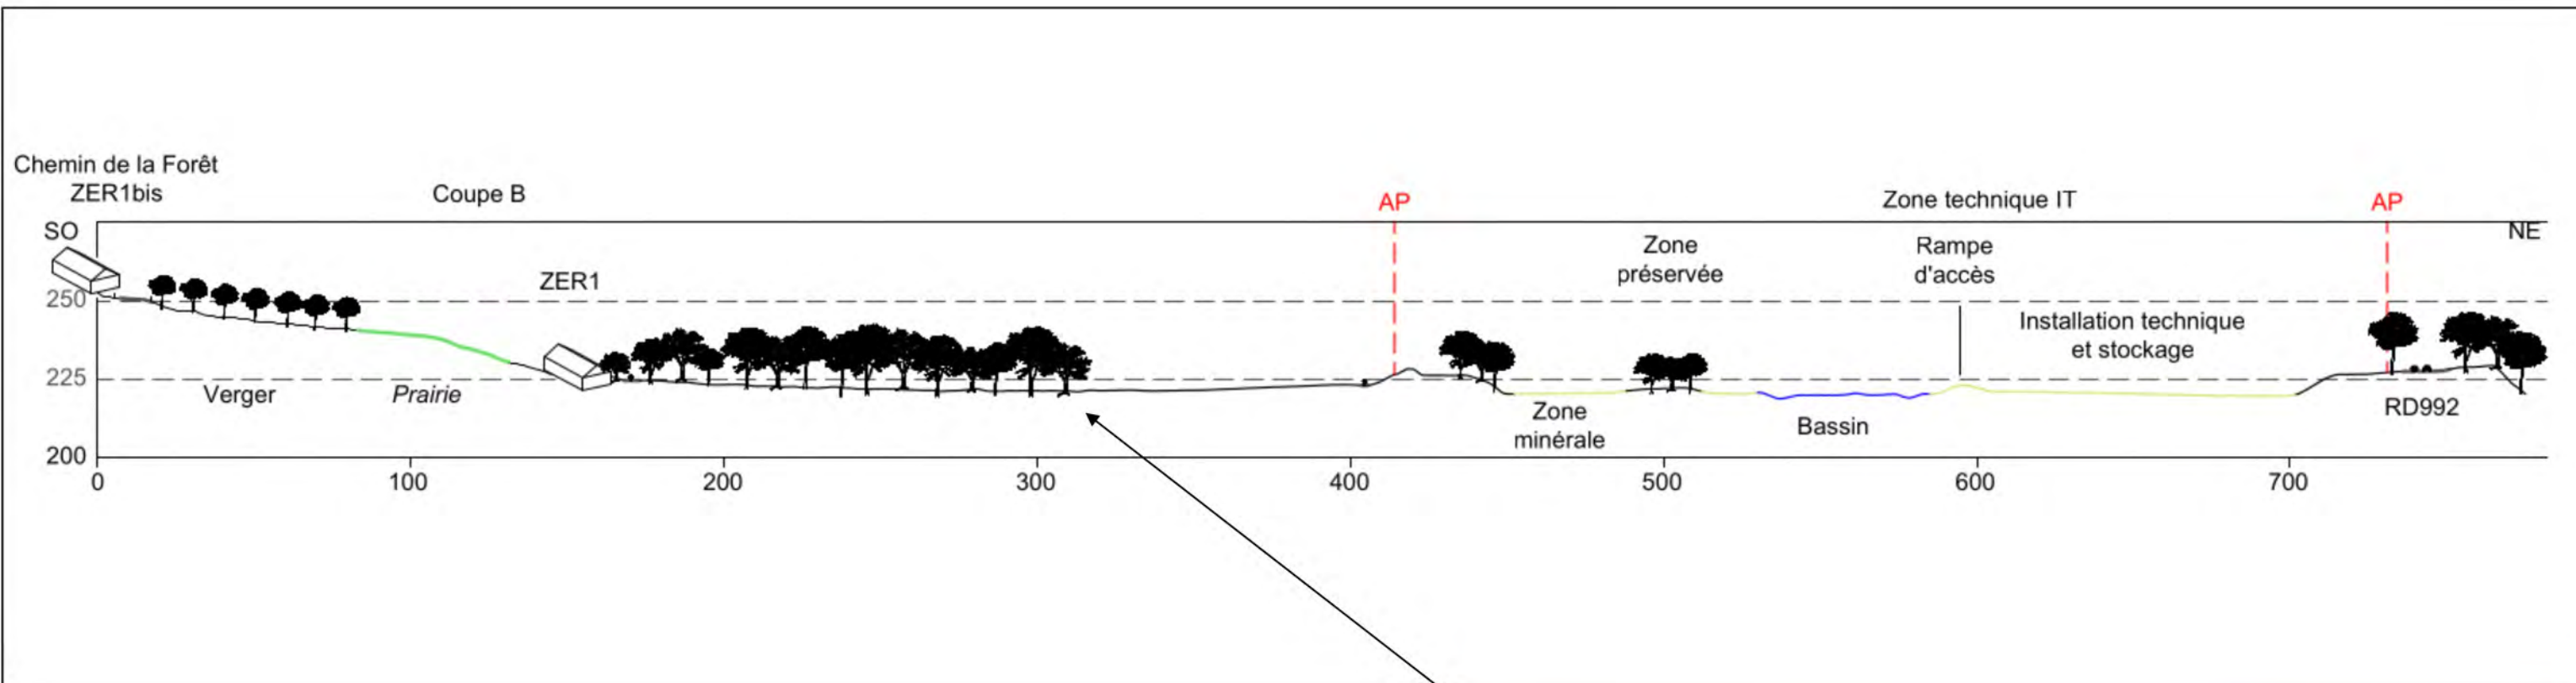 Chemin de la Forêt
ZER1bis
Coupe B
AP
Zone technique IT
AP
SO
NE
ZER1
Zone
préservée
Rampe
d'accès
250
Installation technique
et stockage
225
Verger
Prairie
Zone
minérale
Bassin
RD992
200
0
100
200
300
400
500
600
700